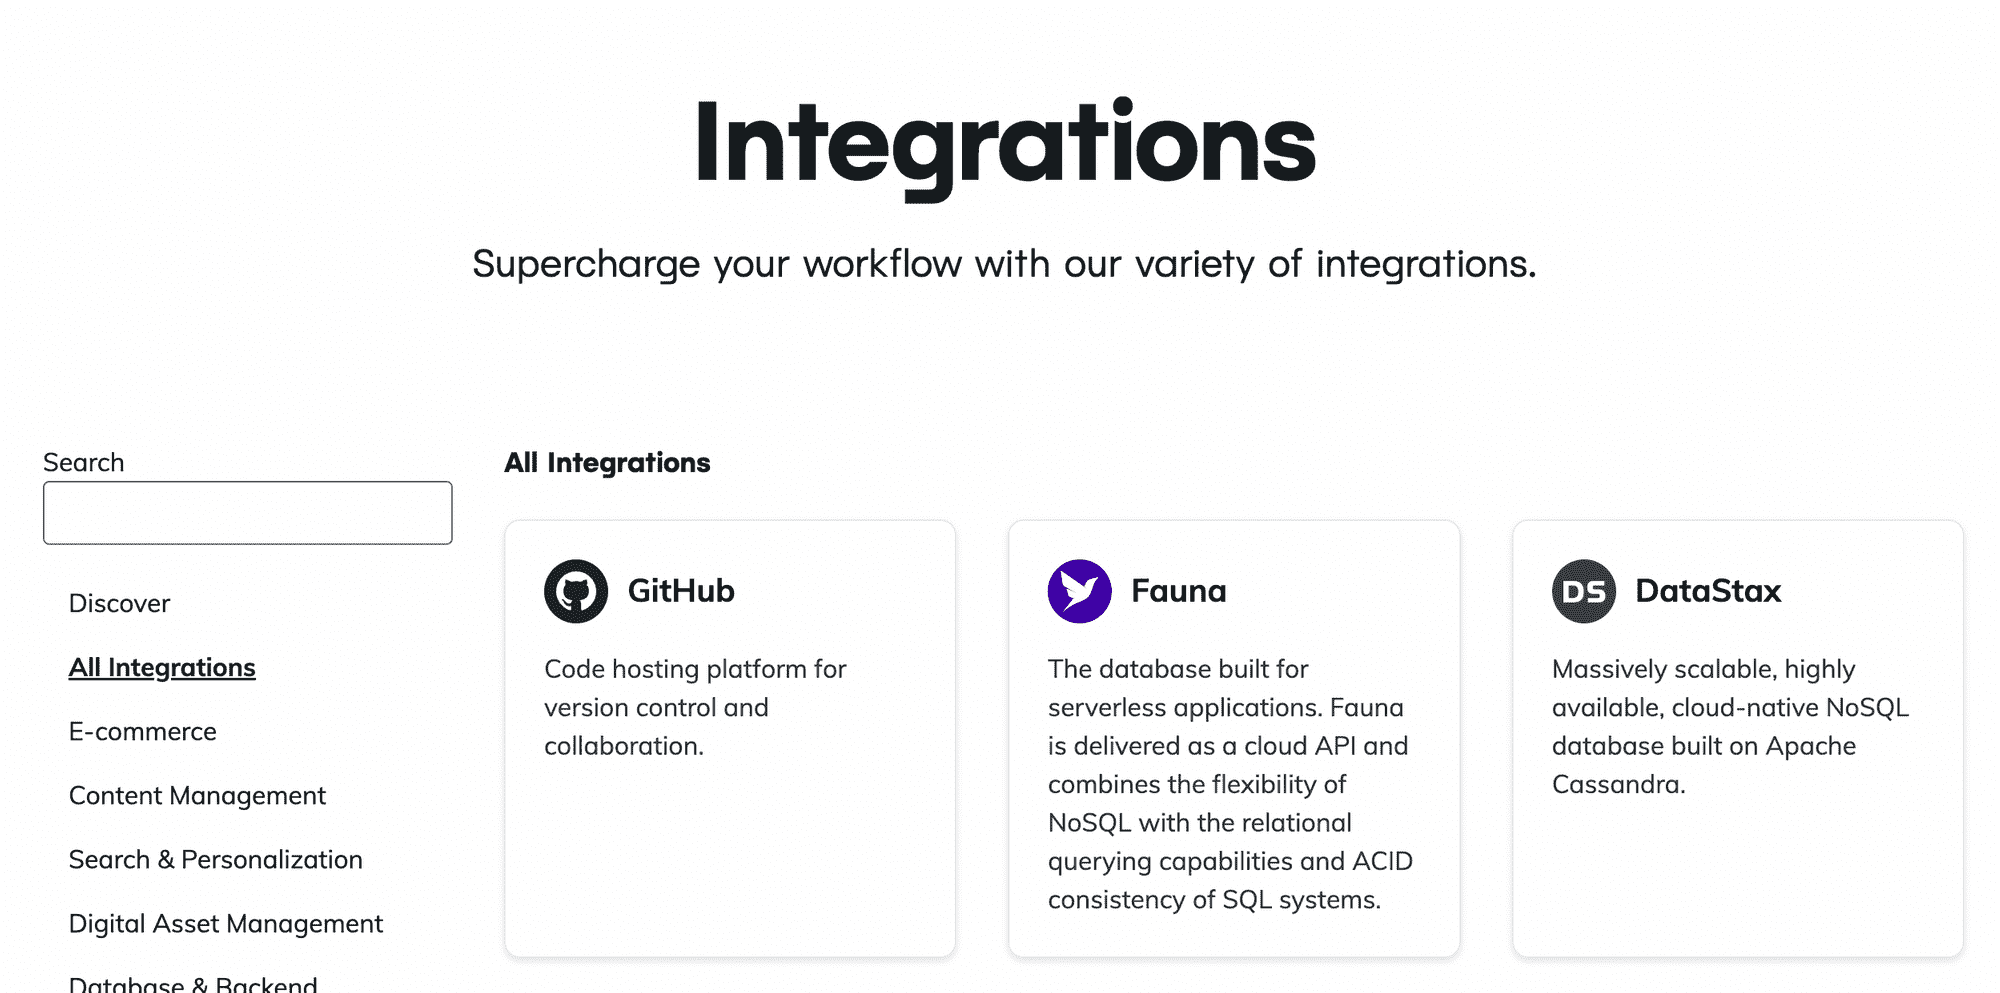 Integrations
Supercharge your workflow with our variety of integrations.
Search
Discover
All Integrations
E-commerce
Content Management
Search & Personalization
Digital Asset Management
Database & Backend
All Integrations
GitHub
Code hosting platform for
version control and
collaboration.
Fauna
The database built for
serverless applications. Fauna
is delivered as a cloud API and
combines the flexibility of
NoSQL with the relational
querying capabilities and ACID
consistency of SQL systems.
DS
DataStax
Massively scalable, highly
available, cloud-native NoSQL
database built on Apache
Cassandra.